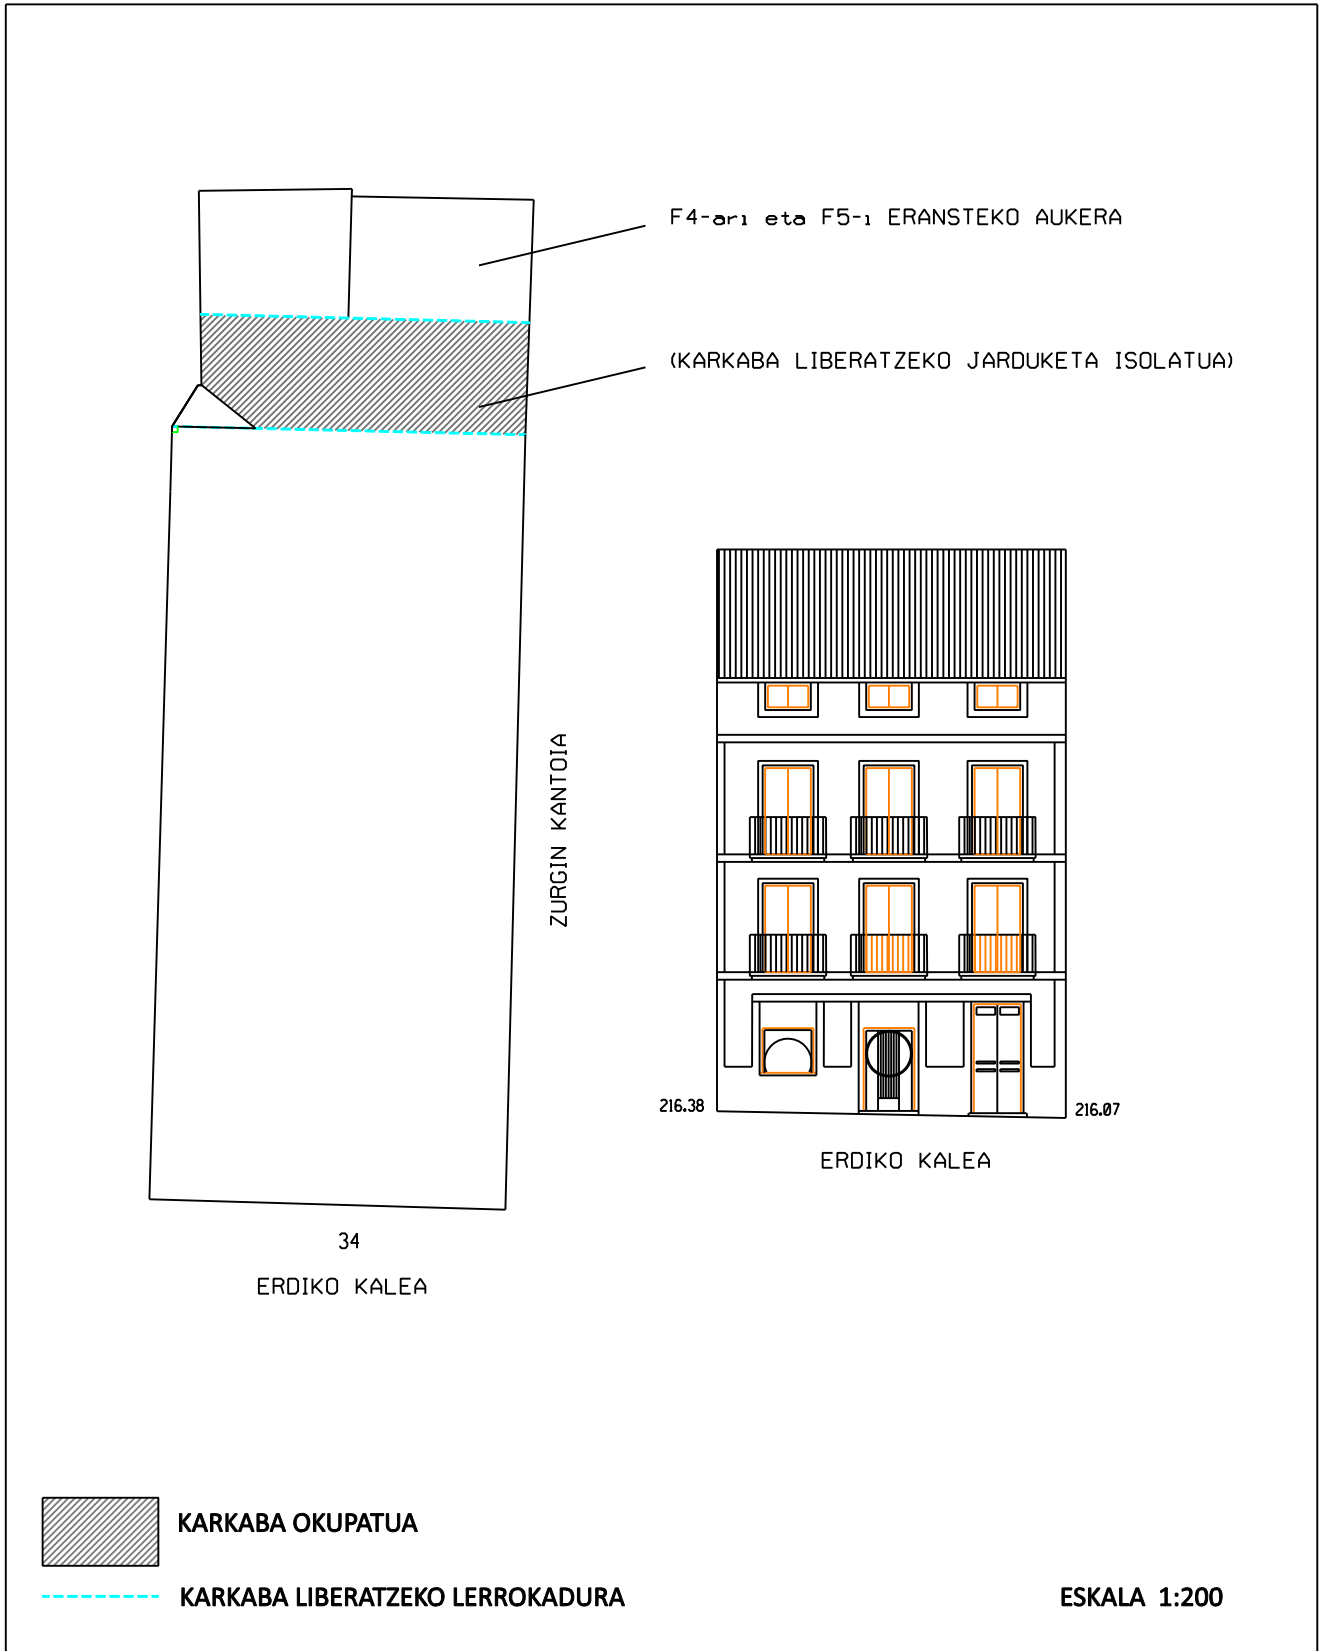 F4-ari eta F5-i ERANSTEKO AUKERA
(KARKABA LIBERATZEKO JARDUKETA ISOLATUA)
ZURGIN KANTOIA
216.38
216.07
ERDIKO KALEA
34
ERDIKO KALEA
KARKABA OKUPATUA
KARKABA LIBERATZEKO LERROKADURA
ESKALA 1:200